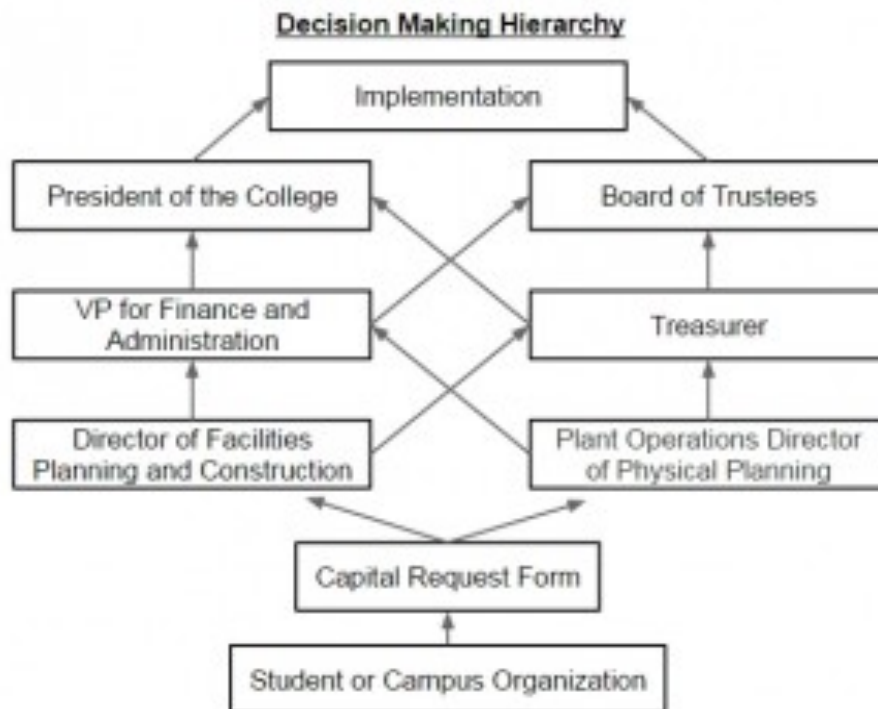 Decision Making Hierarchy
Implementation
President of the College
Board of Trustees
VP for Finance and
Administration
Treasurer
Director of Facilities
Planning and Construction
Plant Operations Director
of Physical Planning
Capital Request Form
Student or Campus Organization